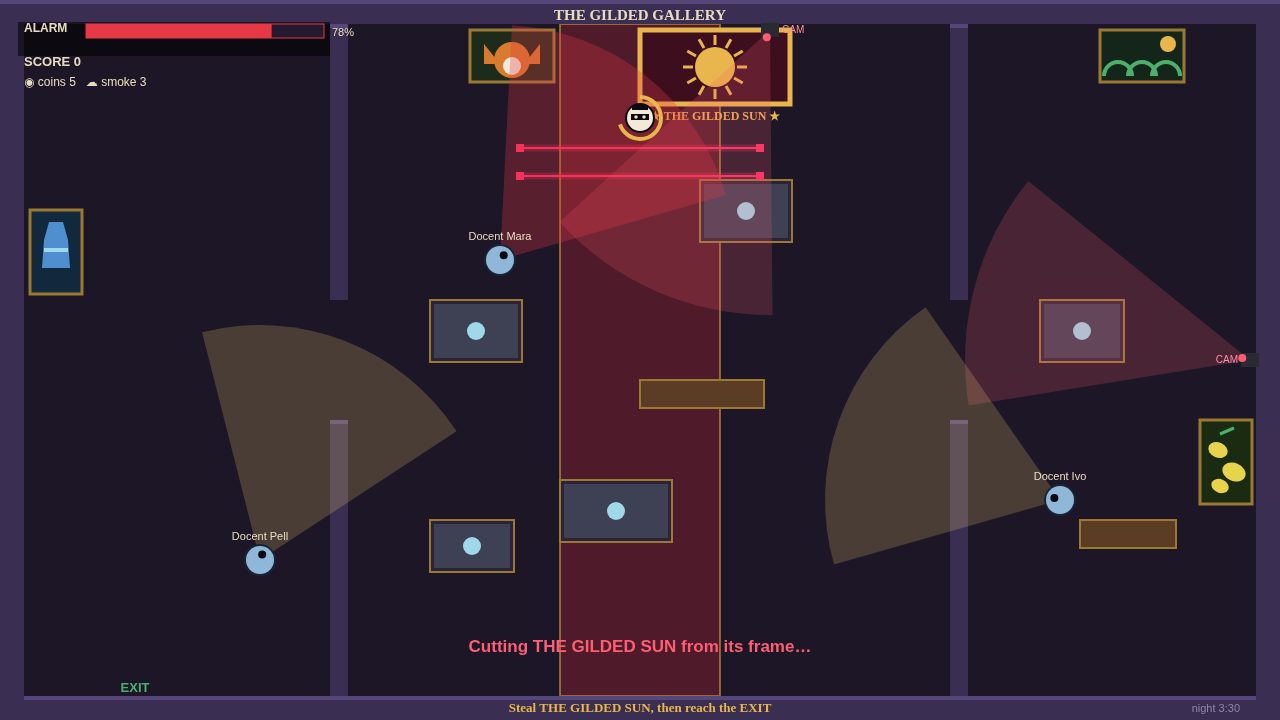 THE GILDED GALLERY
ALARM
78%
CAM
SCORE 0
◉ coins 5 ☁ smoke 3
THE GILDED SUN ★
Docent Mara
CAM
Docent Ivo
Docent Pell
Cutting THE GILDED SUN from its frame…
EXIT
Steal THE GILDED SUN, then reach the EXIT
night 3:30